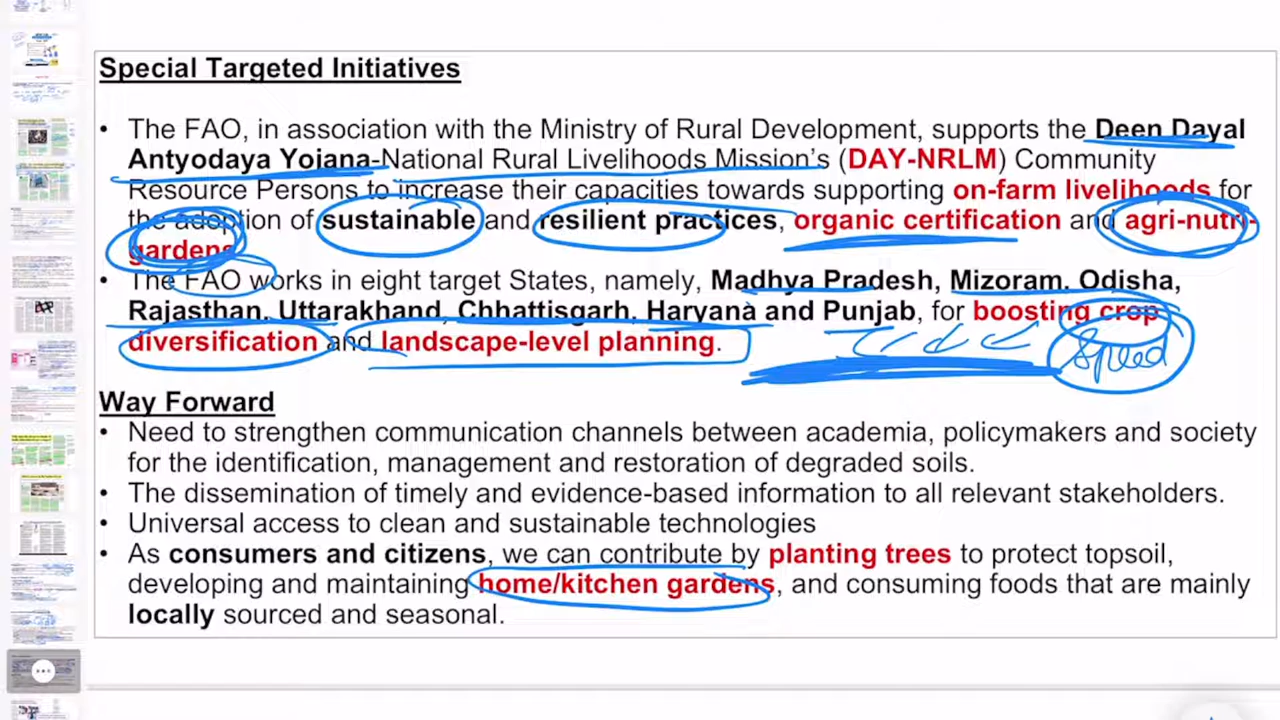 Special Targeted Initiatives
• The FAO, in association with the Ministry of Rural Development, supports the Deen Dayal
Antyodaya Yojana-National Rural Livelihoods Mission's (DAY-NRLM) Community
Resource Persons to increase their capacities towards supporting on-farm livelihoods for
the adoption of sustainable and resilient practices, organic certification and agri-nutri-
gardens
• The FAO works in eight target States, namely, Madhya Pradesh, Mizoram, Odisha,
Rajasthan, Uttarakhand, Chhattisgarh, Haryana and Punjab, for boosting crop
diversification and landscape-level planning.
Speed
Way Forward
• Need to strengthen communication channels between academia, policymakers and society
for the identification, management and restoration of degraded soils.
• The dissemination of timely and evidence-based information to all relevant stakeholders.
• Universal access to clean and sustainable technologies
• As consumers and citizens, we can contribute by planting trees to protect topsoil,
developing and maintaining home/kitchen gardens, and consuming foods that are mainly
locally sourced and seasonal.